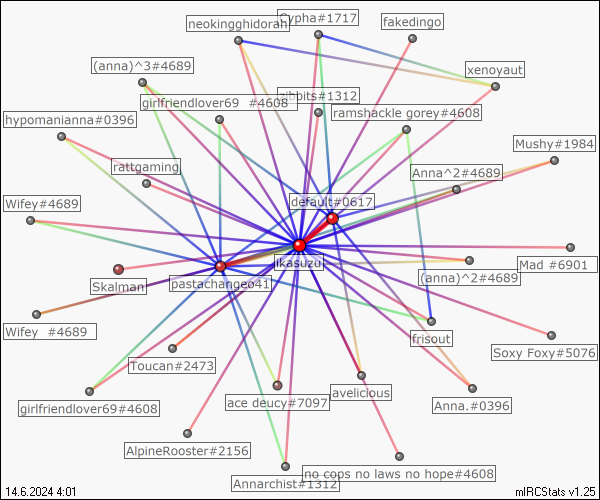 neokingghidorah
Cypha#1717
fakedingo
(anna)^3#4689
xenoyaut
girlfriendlover69 #4608
zibbits#1312
ramshackle gorey#4608
hypomanianna#0396
Mushy#1984
rattgaming
Anna^2#4689
Wifey#4689
default#0617
jkasuzu
Mad #6901
(anna)^2#4689
Skalman
pastachangeo41
Wifey #4689
frisout
Soxy Foxy#5076
Toucan#2473
avelicious
girlfriendlover69#4608
ace deucy#7097
Anna.#0396
AlpineRooster#2156
no cops no laws no hope#4608
Annarchist#1312
14.6.2024 4:01
mIRCStats v1.25